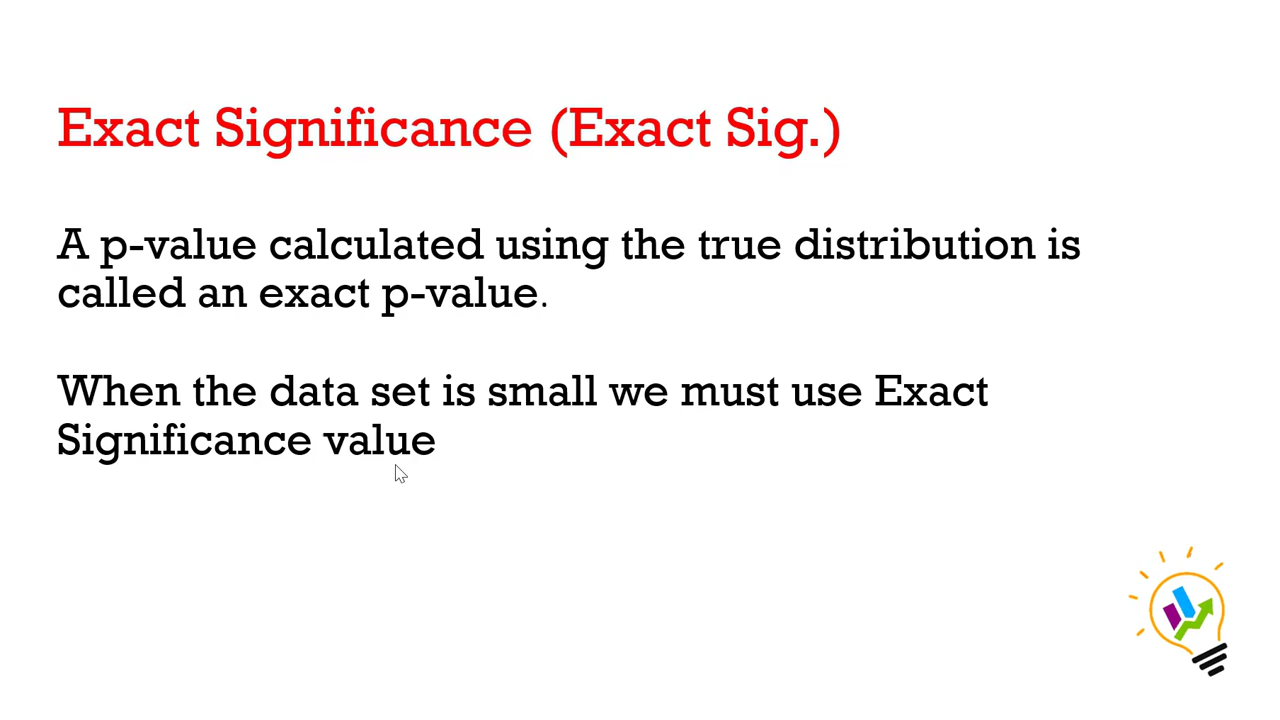 Exact Significance (Exact Sig.)
A p-value calculated using the true distribution is
called an exact p-value.
When the data set is small we must use Exact
Significance value